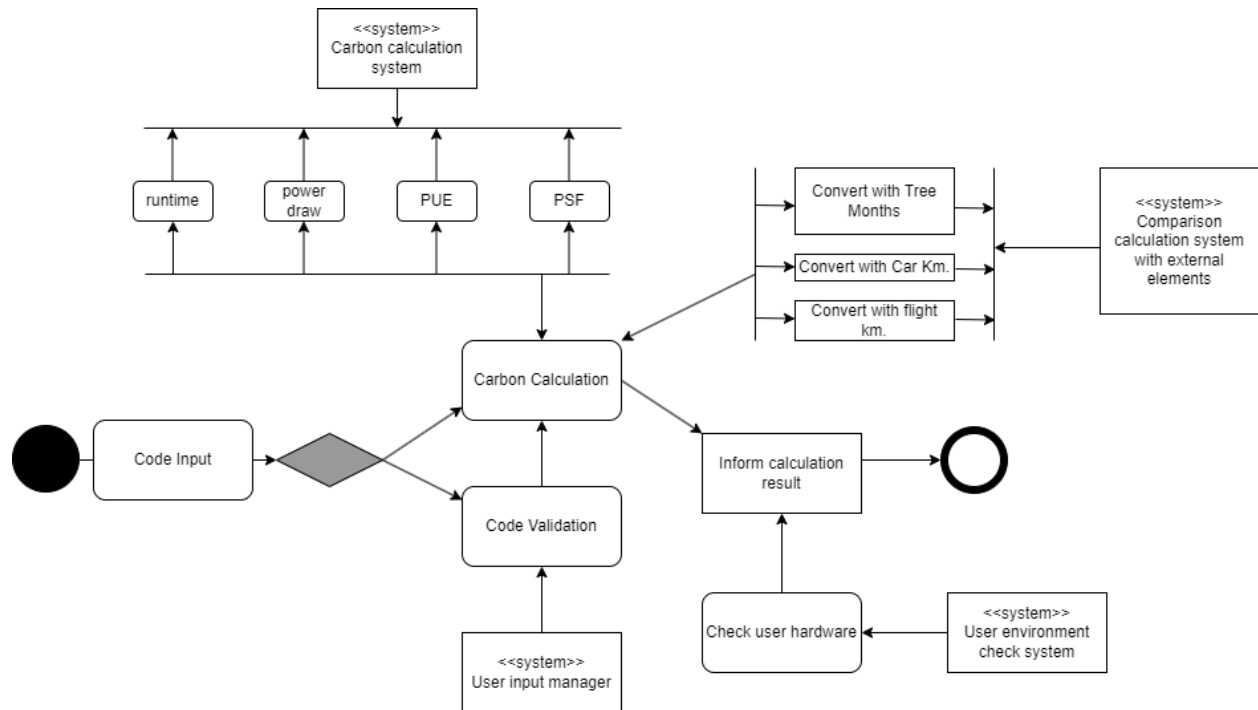 <<system>>
Carbon calculation
system
runtime
power
draw
PUE
PSF
Convert with Tree
Months
Convert with Car Km.
Convert with flight
km.
<<system>>
Comparison
calculation system
with external
elements
Carbon Calculation
Code Input
Inform calculation
result
Code Validation
Check user hardware
<<system>>
User environment
check system
<<system>>
User input manager